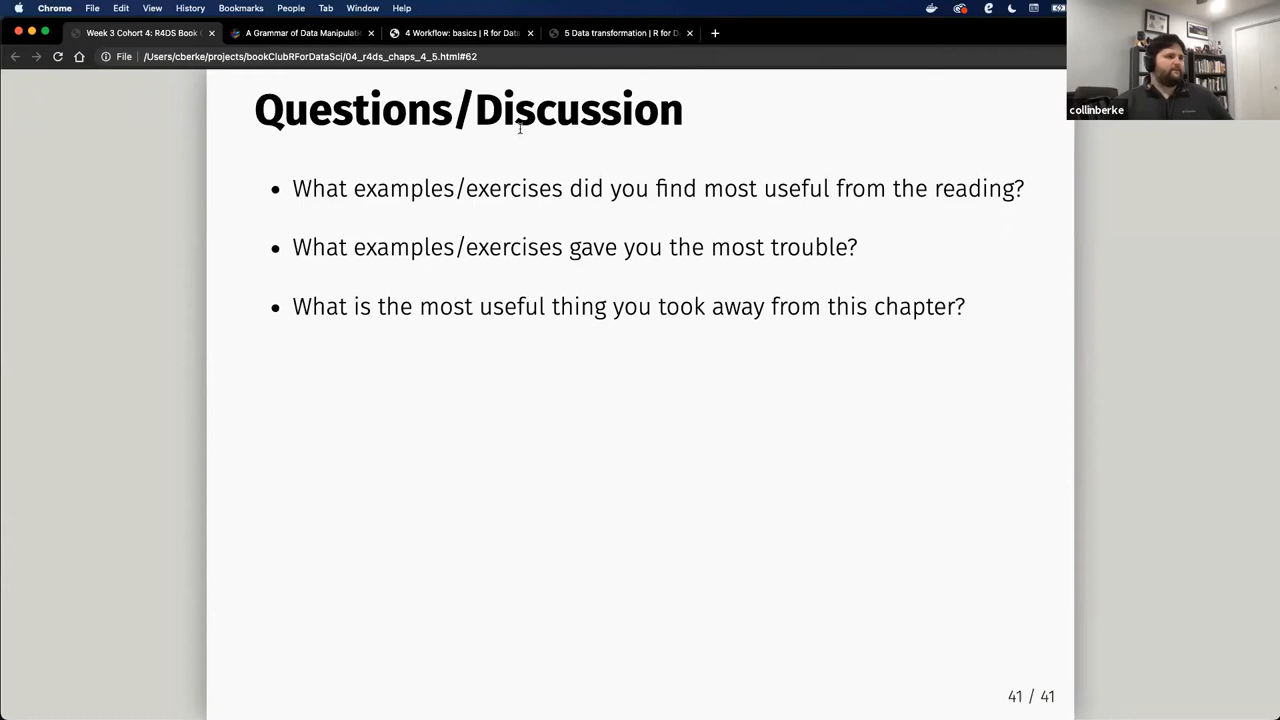 Chrome File Edit View History Bookmarks People Tab Window Help
Week 3 Cohort 4: R4DS Book
A Grammar of Data Manipulati
4 Workflow: basics | R for Data
5 Data transformation | R for D
File /Users/cberke/projects/bookClubRForDataSci/04_r4ds_chaps_4_5.html#62
collinberke
Questions/Discussion
• What examples/exercises did you find most useful from the reading?
• What examples/exercises gave you the most trouble?
• What is the most useful thing you took away from this chapter?
41 / 41